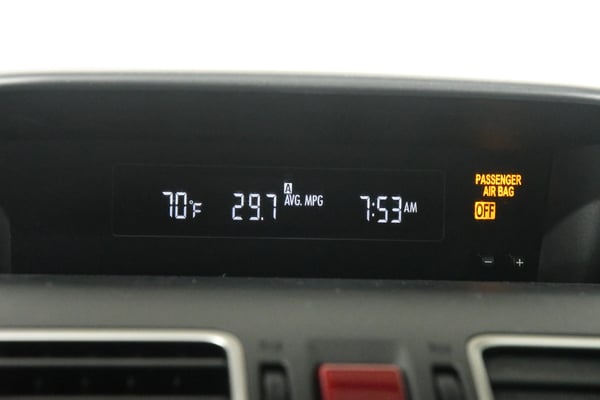 70°F 29.7 A AVG. MPG 7:53 AM
PASSENGER
AIR BAG
OFF
- +